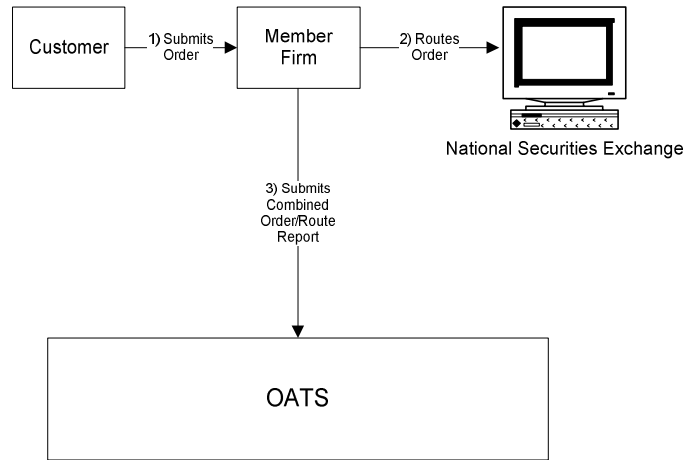 Customer
1) Submits
Order
Member
Firm
2) Routes
Order
National Securities Exchange
3) Submits
Combined
Order/Route
Report
OATS